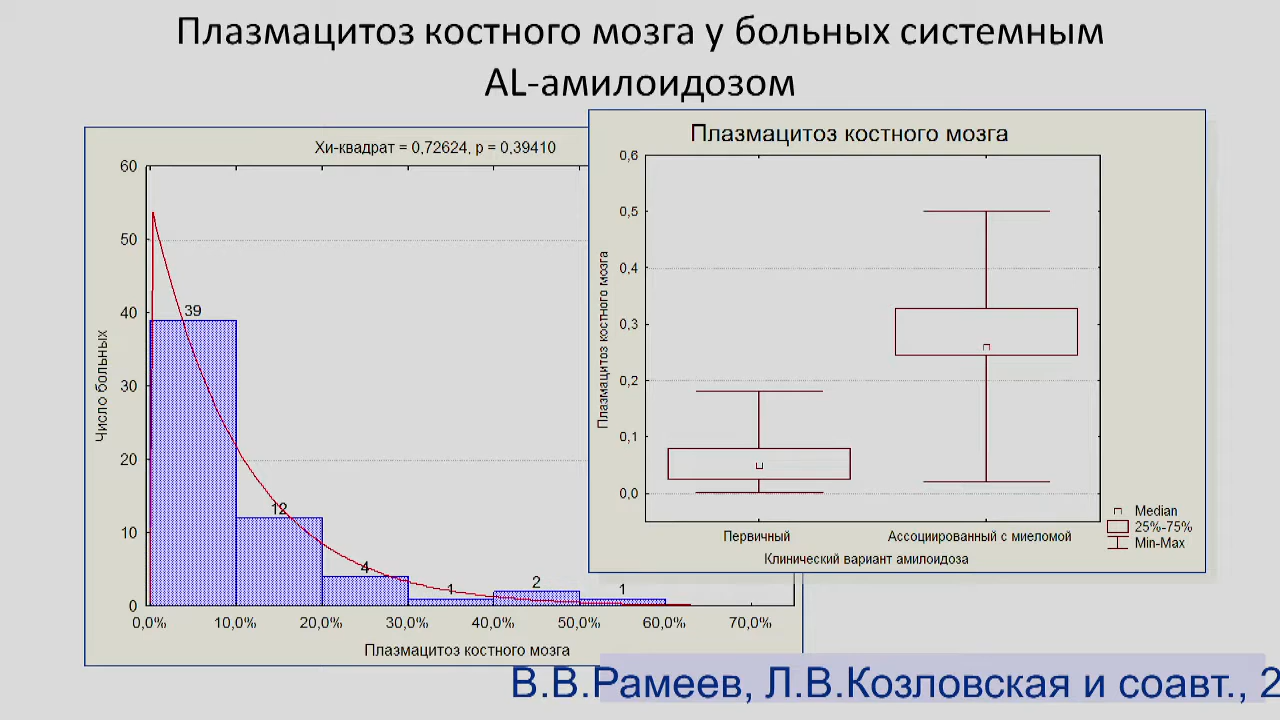 Плазмацитоз костного мозга у больных системным
AL-амилоидозом
Хи-квадрат = 0,72624, p = 0,39410
60
50
40
30
20
10
0
Число больных
39
12
4
1
2
1
0,0% 10,0% 20,0% 30,0% 40,0% 50,0% 60,0% 70,0%
Плазмацитоз костного мозга
Плазмацитоз костного мозга
0,6
0,5
0,4
0,3
0,2
0,1
0,0
Плазмацитоз костного мозга
Первичный Ассоциированный с миеломой
Клинический вариант амилоидоза
Median
25%-75%
Min-Max
В.В.Рамеев, Л.В.Козловская и соавт., 2